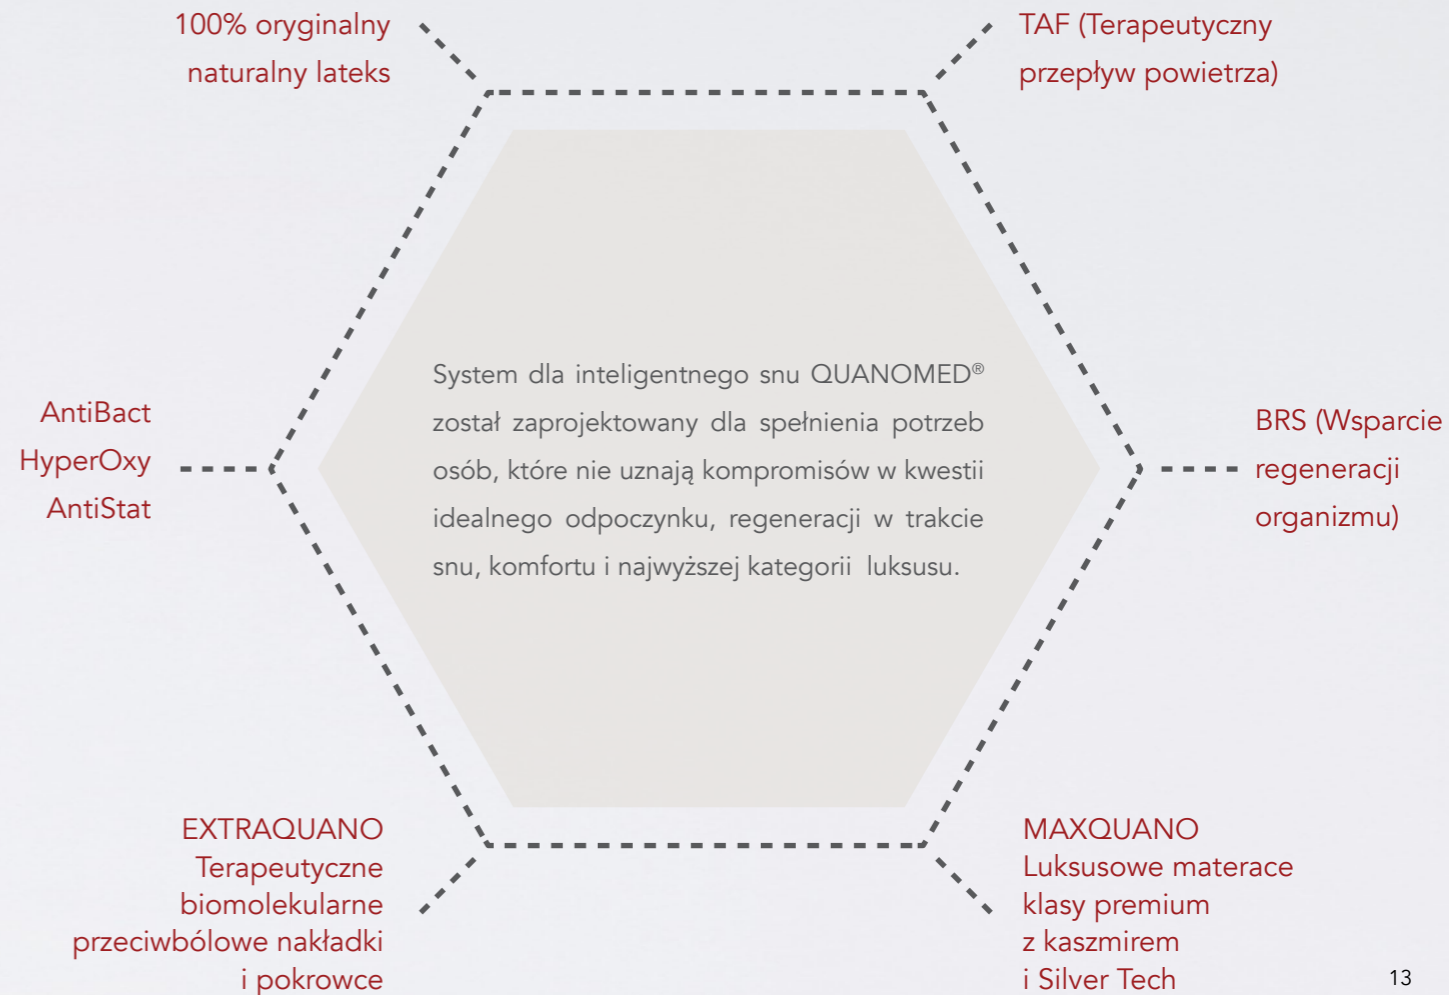 100% oryginalny
naturalny lateks
TAF (Terapeutyczny
przepływ powietrza)
System dla inteligentnego snu QUANOMED®
został zaprojektowany dla spełnienia potrzeb
osób, które nie uznają kompromisów w kwestii
idealnego odpoczynku, regeneracji w trakcie
snu, komfortu i najwyższej kategorii luksusu.
AntiBact
HyperOxy
AntiStat
BRS (Wsparcie
regeneracji
organizmu)
EXTRAQUANO
Terapeutyczne
biomolekularne
przeciwbólowe nakładki
i pokrowce
MAXQUANO
Luksusowe materace
klasy premium
z kaszmirem
i Silver Tech
13